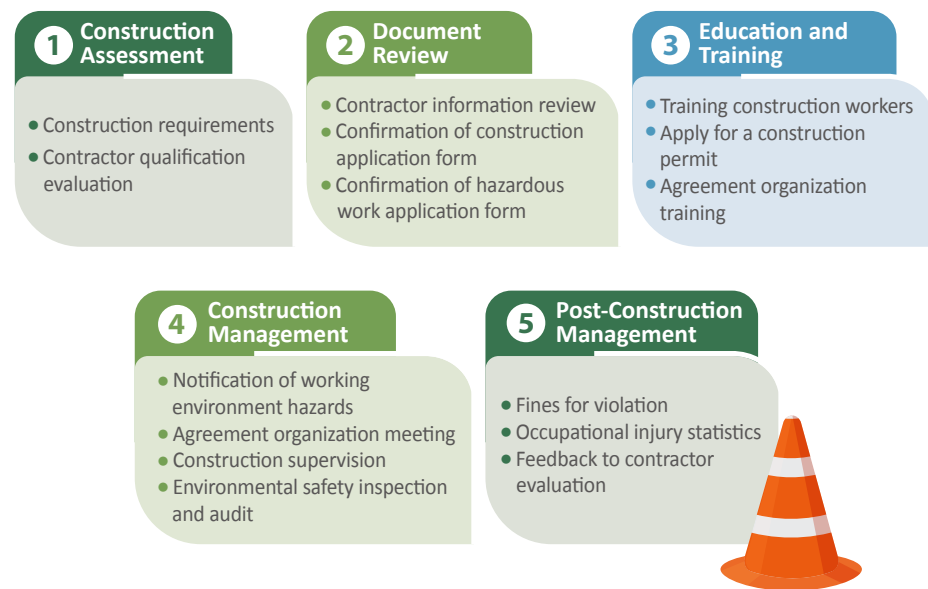 1
Construction
Assessment
Construction requirements
Contractor qualification
evaluation
2
Document
Review
Contractor information review
Confirmation of construction
application form
Confirmation of hazardous
work application form
3
Education and
Training
Training construction workers
Apply for a construction
permit
Agreement organization
training
4
Construction
Management
Notification of working
environment hazards
Agreement organization meeting
Construction supervision
Environmental safety inspection
and audit
5
Post-Construction
Management
Fines for violation
Occupational injury statistics
Feedback to contractor
evaluation